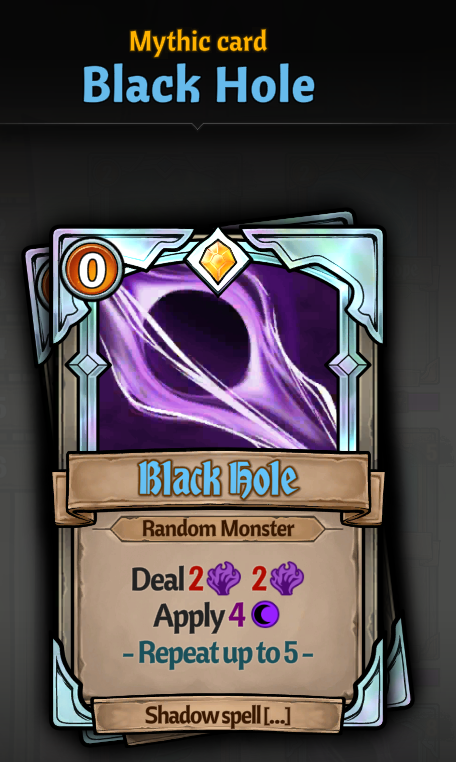 Mythic card
Black Hole
0
Black Hole
Random Monster
Deal 2 2
Apply 4
- Repeat up to 5 -
Shadow spell [...]